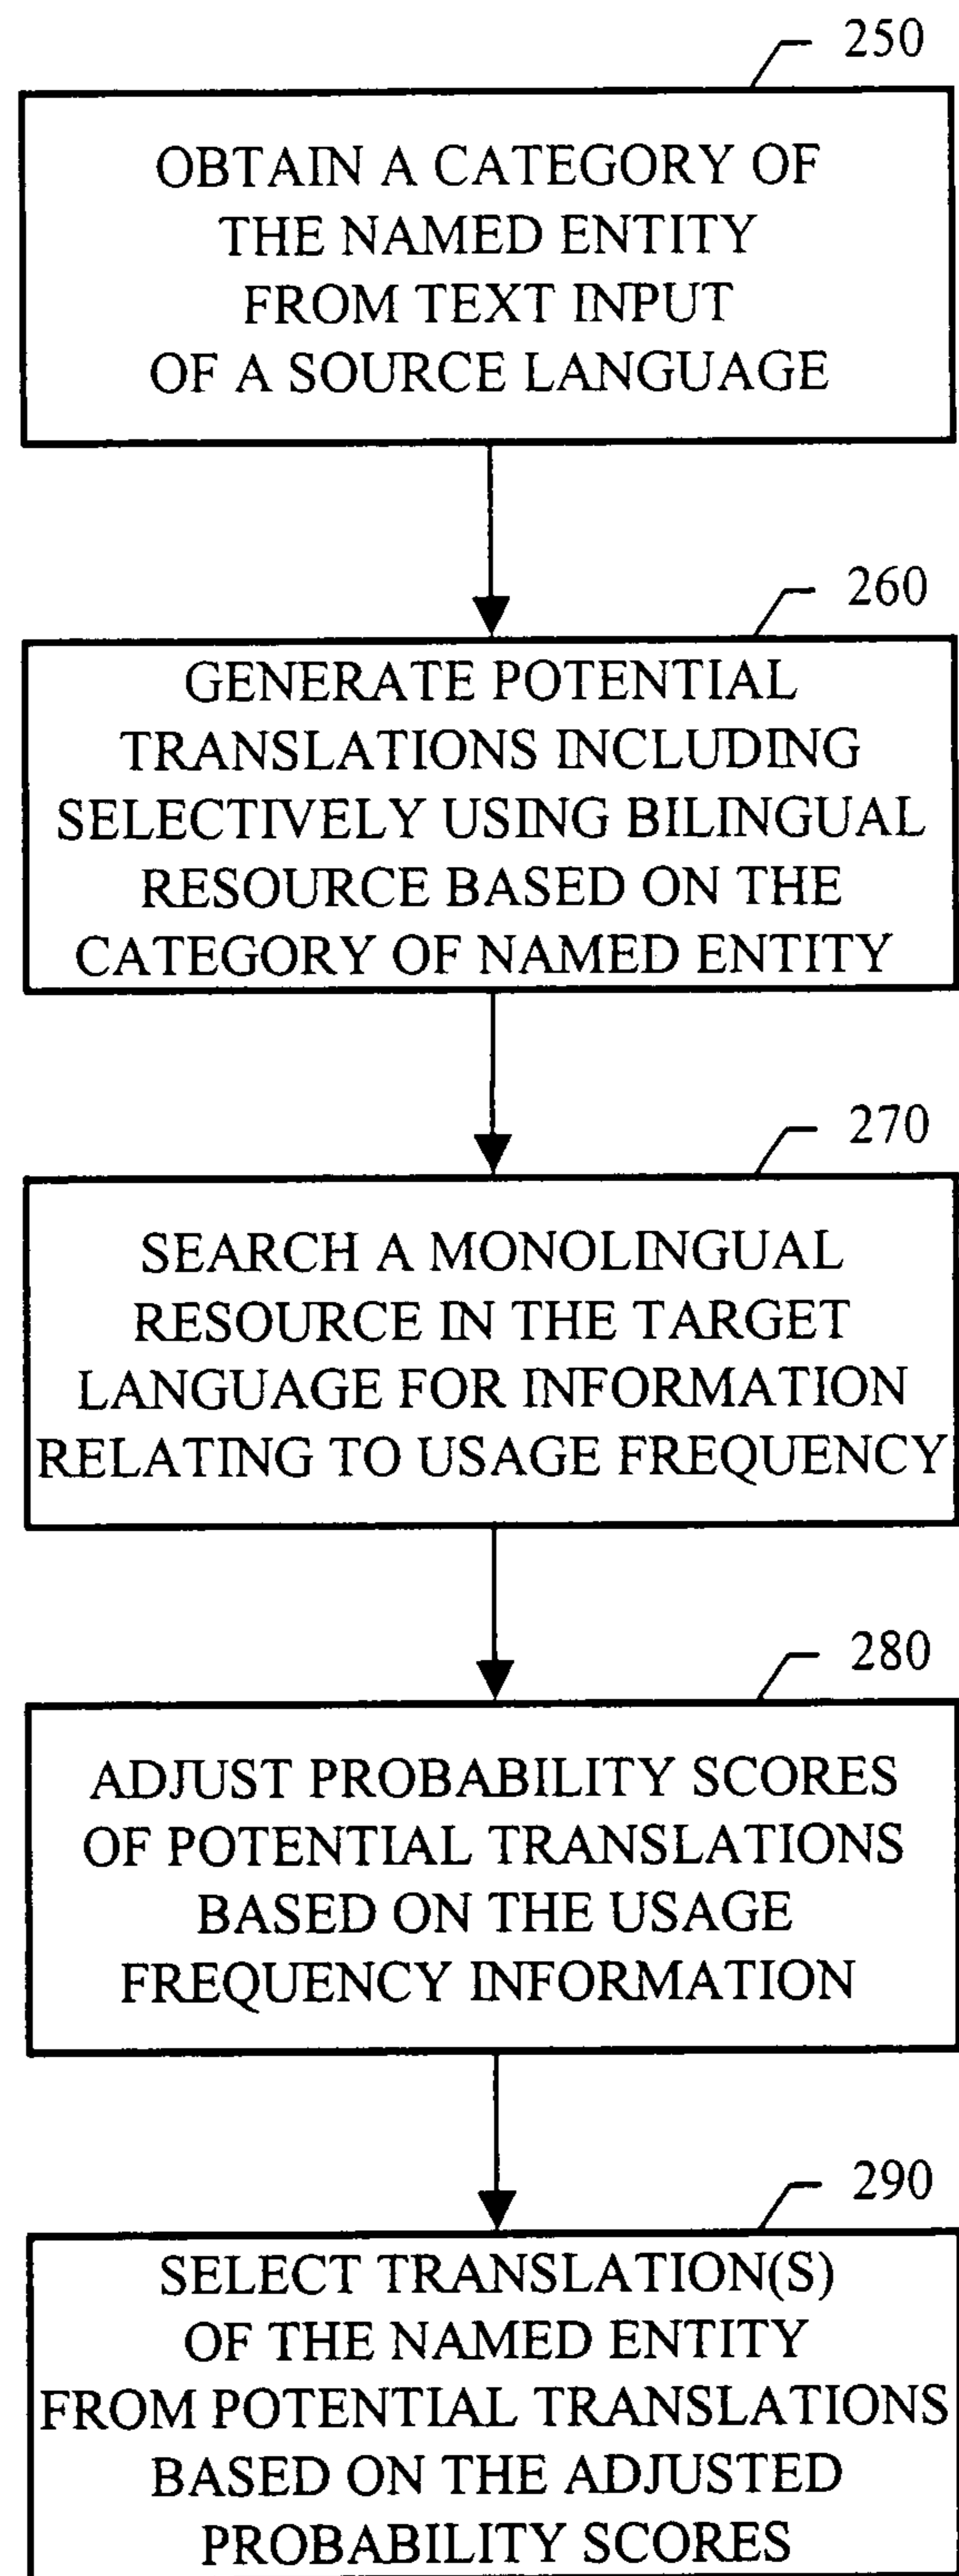 250
OBTAIN A CATEGORY OF
THE NAMED ENTITY
FROM TEXT INPUT
OF A SOURCE LANGUAGE
260
GENERATE POTENTIAL
TRANSLATIONS INCLUDING
SELECTIVELY USING BILINGUAL
RESOURCE BASED ON THE
CATEGORY OF NAMED ENTITY
270
SEARCH A MONOLINGUAL
RESOURCE IN THE TARGET
LANGUAGE FOR INFORMATION
RELATING TO USAGE FREQUENCY
280
ADJUST PROBABILITY SCORES
OF POTENTIAL TRANSLATIONS
BASED ON THE USAGE
FREQUENCY INFORMATION
290
SELECT TRANSLATION(S)
OF THE NAMED ENTITY
FROM POTENTIAL TRANSLATIONS
BASED ON THE ADJUSTED
PROBABILITY SCORES